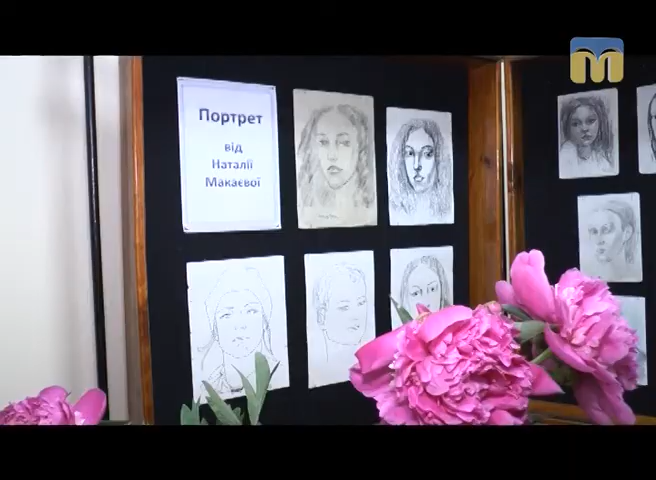 Портрет
від
Наталії
Макаєвої
M